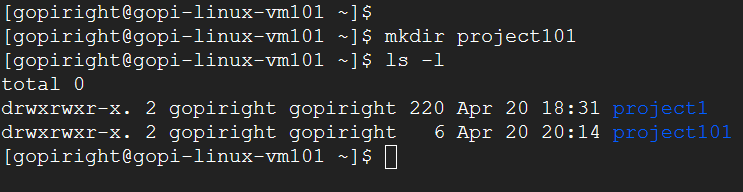 [gopiright@gopi-linux-vm101 ~]$
[gopiright@gopi-linux-vm101 ~]$ mkdir project101
[gopiright@gopi-linux-vm101 ~]$ ls -l
total 0
drwxrwxr-x. 2 gopiright gopiright 220 Apr 20 18:31 project1
drwxrwxr-x. 2 gopiright gopiright   6 Apr 20 20:14 project101
[gopiright@gopi-linux-vm101 ~]$